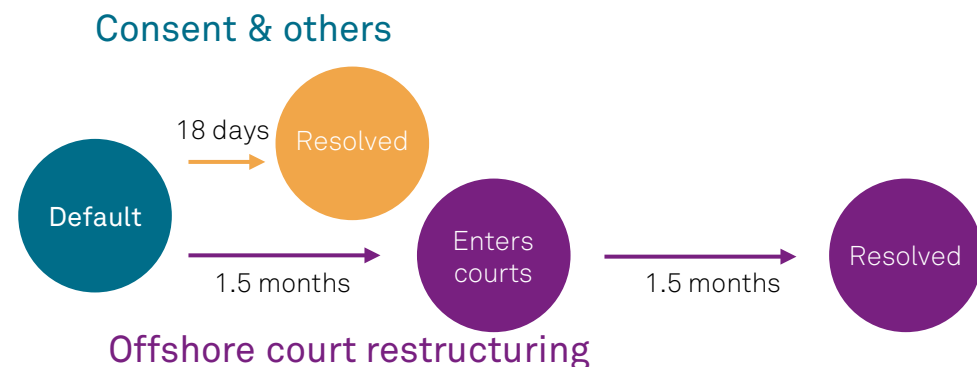 Consent & others
18 days
Resolved
Default
Enters
courts
Resolved
1.5 months
1.5 months
Offshore court restructuring